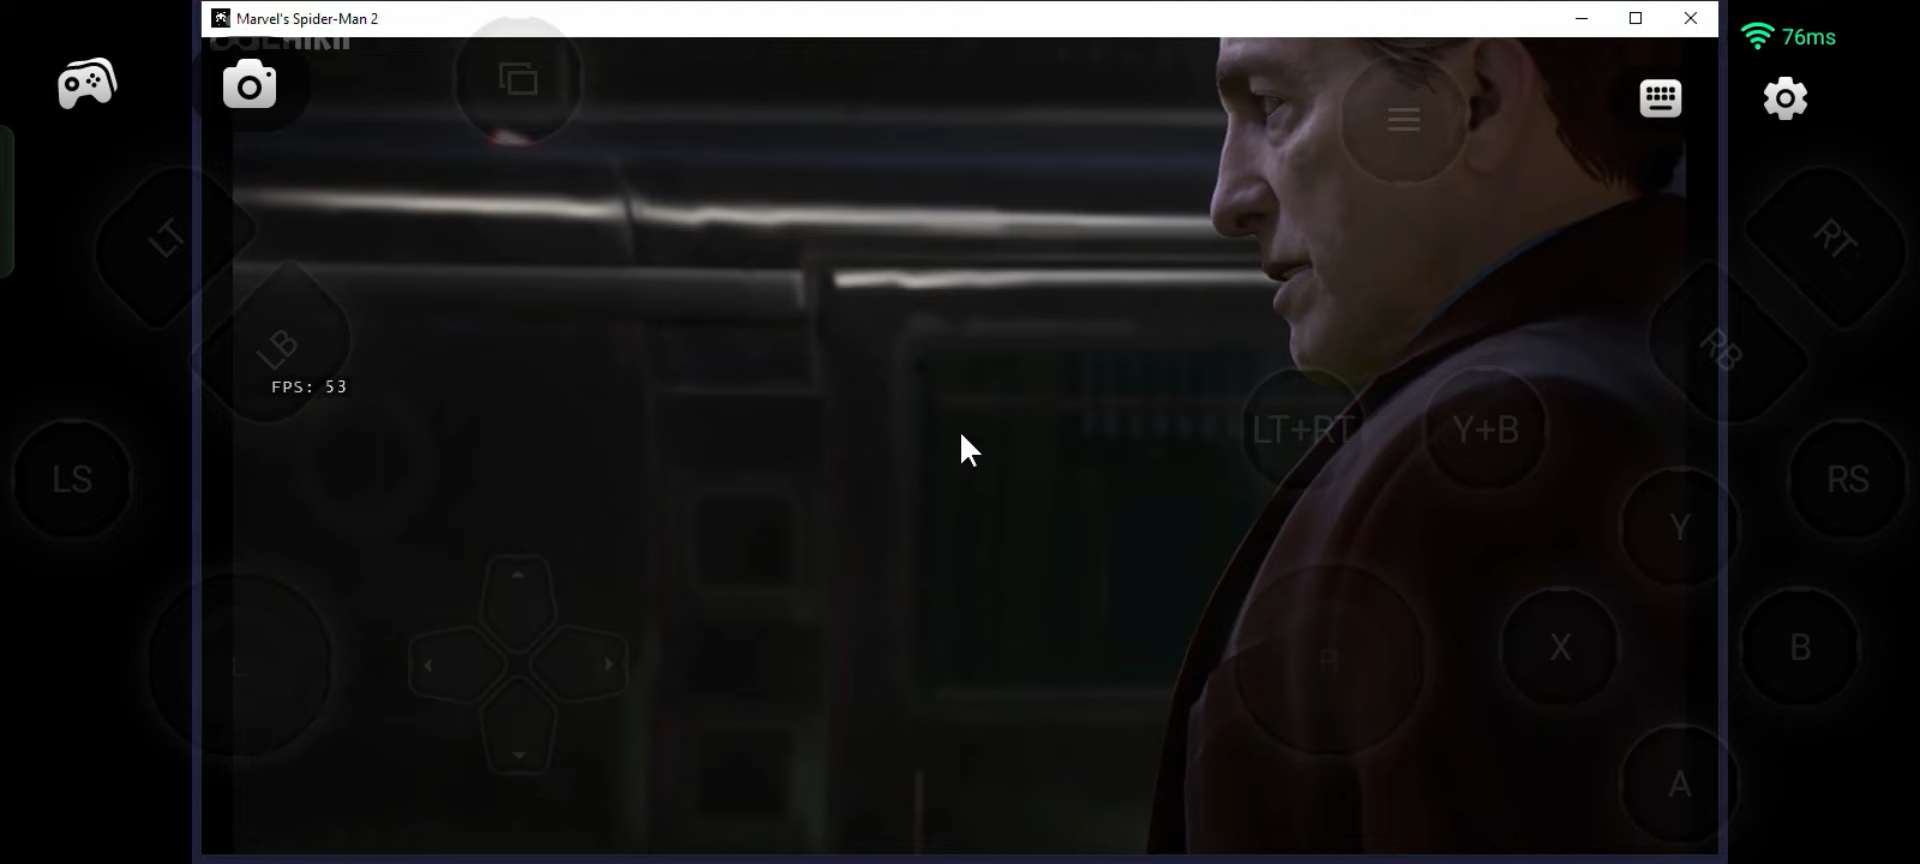 Marvel's Spider-Man 2
76ms
LT
RT
LB
RB
FPS: 53
LT+RT
Y+B
LS
RS
Y
L
R
X
B
A